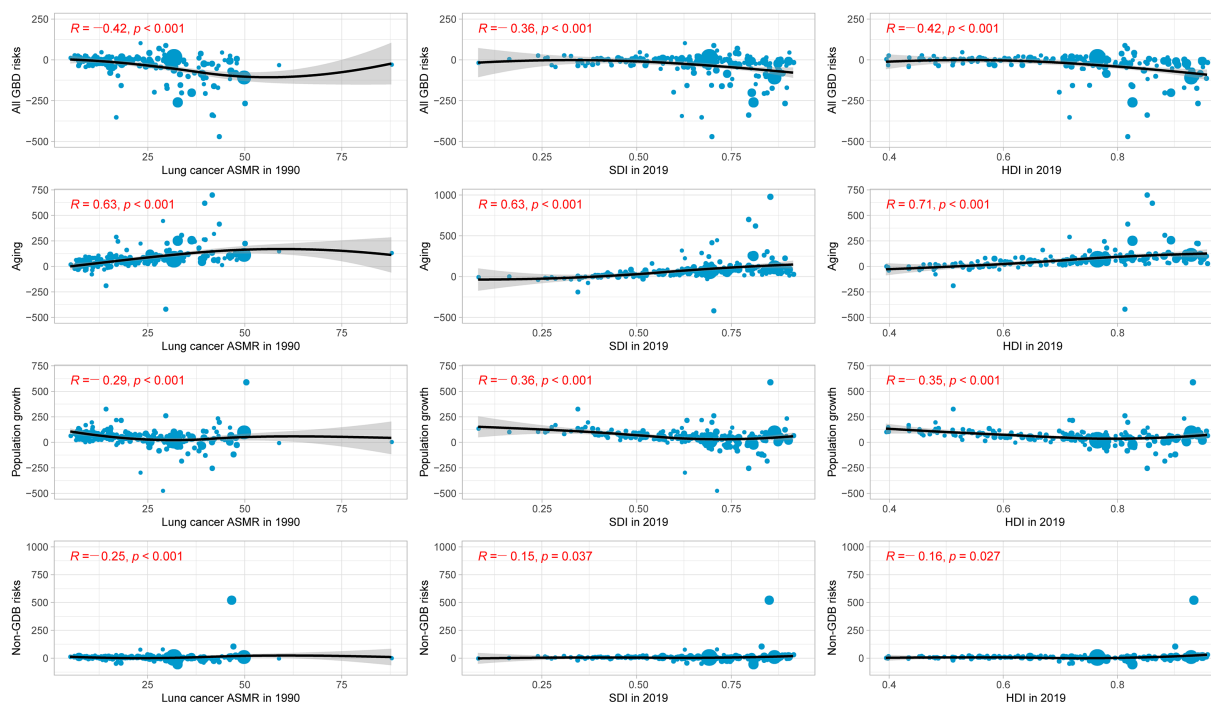 R = −0.42, p < 0.001
250
0
−250
−500
All GBD risks
25
50
75
Lung cancer ASMR in 1990
R = −0.36, p < 0.001
250
0
−250
−500
All GBD risks
0.25
0.50
0.75
SDI in 2019
R = −0.42, p < 0.001
250
0
−250
−500
All GBD risks
0.4
0.6
0.8
HDI in 2019
R = 0.63, p < 0.001
750
500
250
0
−250
−500
Aging
25
50
75
Lung cancer ASMR in 1990
R = 0.63, p < 0.001
1000
500
0
−500
Aging
0.25
0.50
0.75
SDI in 2019
R = 0.71, p < 0.001
750
500
250
0
−250
−500
Aging
0.4
0.6
0.8
HDI in 2019
R = − 0.29, p < 0.001
750
500
250
0
−250
−500
Population growth
25
50
75
Lung cancer ASMR in 1990
R = − 0.36, p < 0.001
750
500
250
0
−250
−500
Population growth
0.25
0.50
0.75
SDI in 2019
R = − 0.35, p < 0.001
750
500
250
0
−250
−500
Population growth
0.4
0.6
0.8
HDI in 2019
R = − 0.25, p < 0.001
1000
750
500
250
0
Non-GDB risks
25
50
75
Lung cancer ASMR in 1990
R = − 0.15, p = 0.037
1000
750
500
250
0
Non-GDB risks
0.25
0.50
0.75
SDI in 2019
R = − 0.16, p = 0.027
1000
750
500
250
0
Non-GDB risks
0.4
0.6
0.8
HDI in 2019